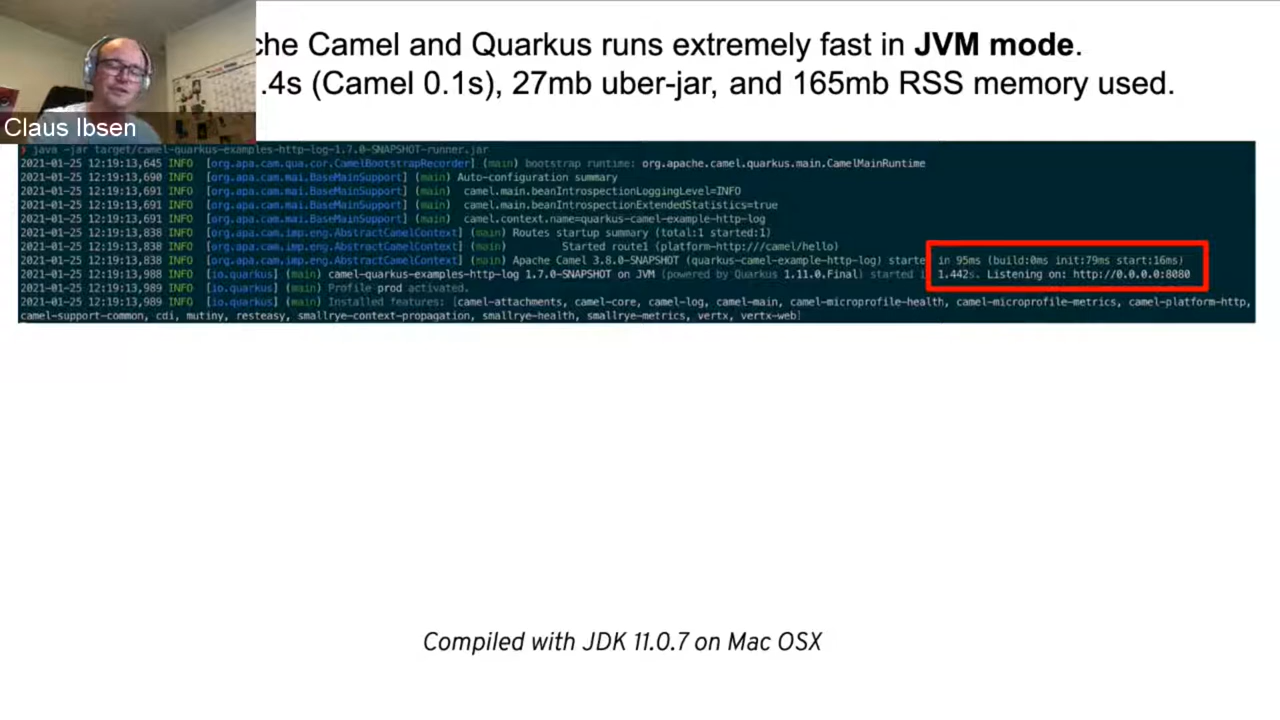 che Camel and Quarkus runs extremely fast in JVM mode.
.4s (Camel 0.1s), 27mb uber-jar, and 165mb RSS memory used.
Claus Ibsen
java -jar target/camel-quarkus-examples-http-log-1.7.0-SNAPSHOT-runner.jar
2021-01-25 12:19:13,645 INFO [org.apa.cam.qua.cor.CamelBootstrapRecorder] (main) bootstrap runtime: org.apache.camel.quarkus.main.CamelMainRuntime
2021-01-25 12:19:13,690 INFO [org.apa.cam.mai.BaseMainSupport] (main) Auto-configuration summary
2021-01-25 12:19:13,691 INFO [org.apa.cam.mai.BaseMainSupport] (main) camel.main.beanIntrospectionLoggingLevel=INFO
2021-01-25 12:19:13,691 INFO [org.apa.cam.mai.BaseMainSupport] (main) camel.main.beanIntrospectionExtendedStatistics=true
2021-01-25 12:19:13,691 INFO [org.apa.cam.mai.BaseMainSupport] (main) camel.context.name=quarkus-camel-example-http-log
2021-01-25 12:19:13,838 INFO [org.apa.cam.imp.eng.AbstractCamelContext] (main) Routes startup summary (total:1 started:1)
2021-01-25 12:19:13,838 INFO [org.apa.cam.imp.eng.AbstractCamelContext] (main) Started route1 (platform-http:///camel/hello)
2021-01-25 12:19:13,838 INFO [org.apa.cam.imp.eng.AbstractCamelContext] (main) Apache Camel 3.8.0-SNAPSHOT (quarkus-camel-example-http-log) starte in 95ms (build:0ms init:79ms start:16ms)
2021-01-25 12:19:13,988 INFO [io.quarkus] (main) camel-quarkus-examples-http-log 1.7.0-SNAPSHOT on JVM (powered by Quarkus 1.11.0.Final) started i 1.442s. Listening on: http://0.0.0.0:8080
2021-01-25 12:19:13,989 INFO [io.quarkus] (main) Profile prod activated.
2021-01-25 12:19:13,989 INFO [io.quarkus] (main) Installed features: [camel-attachments, camel-core, camel-log, camel-main, camel-microprofile-health, camel-microprofile-metrics, camel-platform-http,
camel-support-common, cdi, mutiny, resteasy, smallrye-context-propagation, smallrye-health, smallrye-metrics, vertx, vertx-web]
Compiled with JDK 11.0.7 on Mac OSX